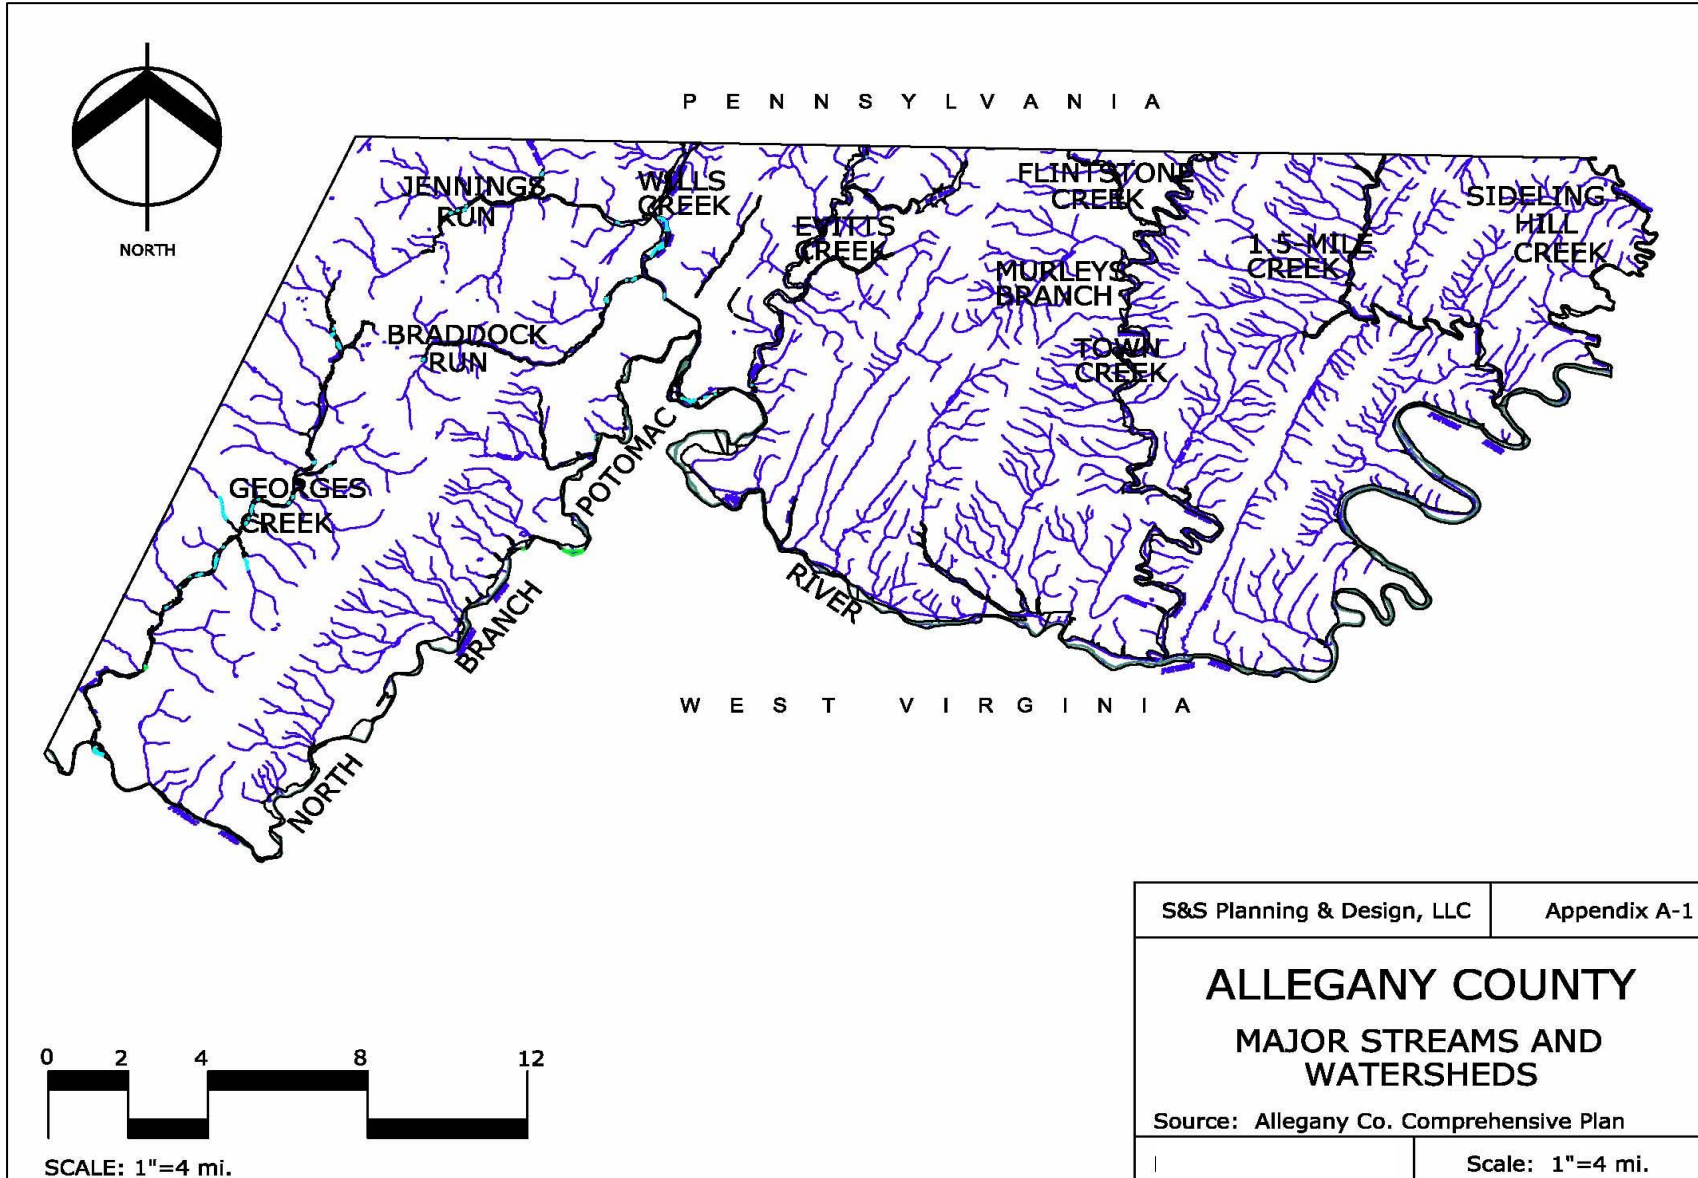 PENNSYLVANIA
NORTH
JENNINGS
RUN
WILLS
CREEK
EVITTS
CREEK
FLINTSTONE
CREEK
SIDELING
HILL
CREEK
1.5-MILE
CREEK
MURLEYS
BRANCH
BRADDOCK
RUN
TOWN
CREEK
GEORGES
CREEK
NORTH
BRANCH
POTOMAC
RIVER
WEST VIRGINIA
S&S Planning & Design, LLC
Appendix A-1
ALLEGANY COUNTY
MAJOR STREAMS AND
WATERSHEDS
Source: Allegany Co. Comprehensive Plan
Scale: 1"=4 mi.
0 2 4 8 12
SCALE: 1"=4 mi.